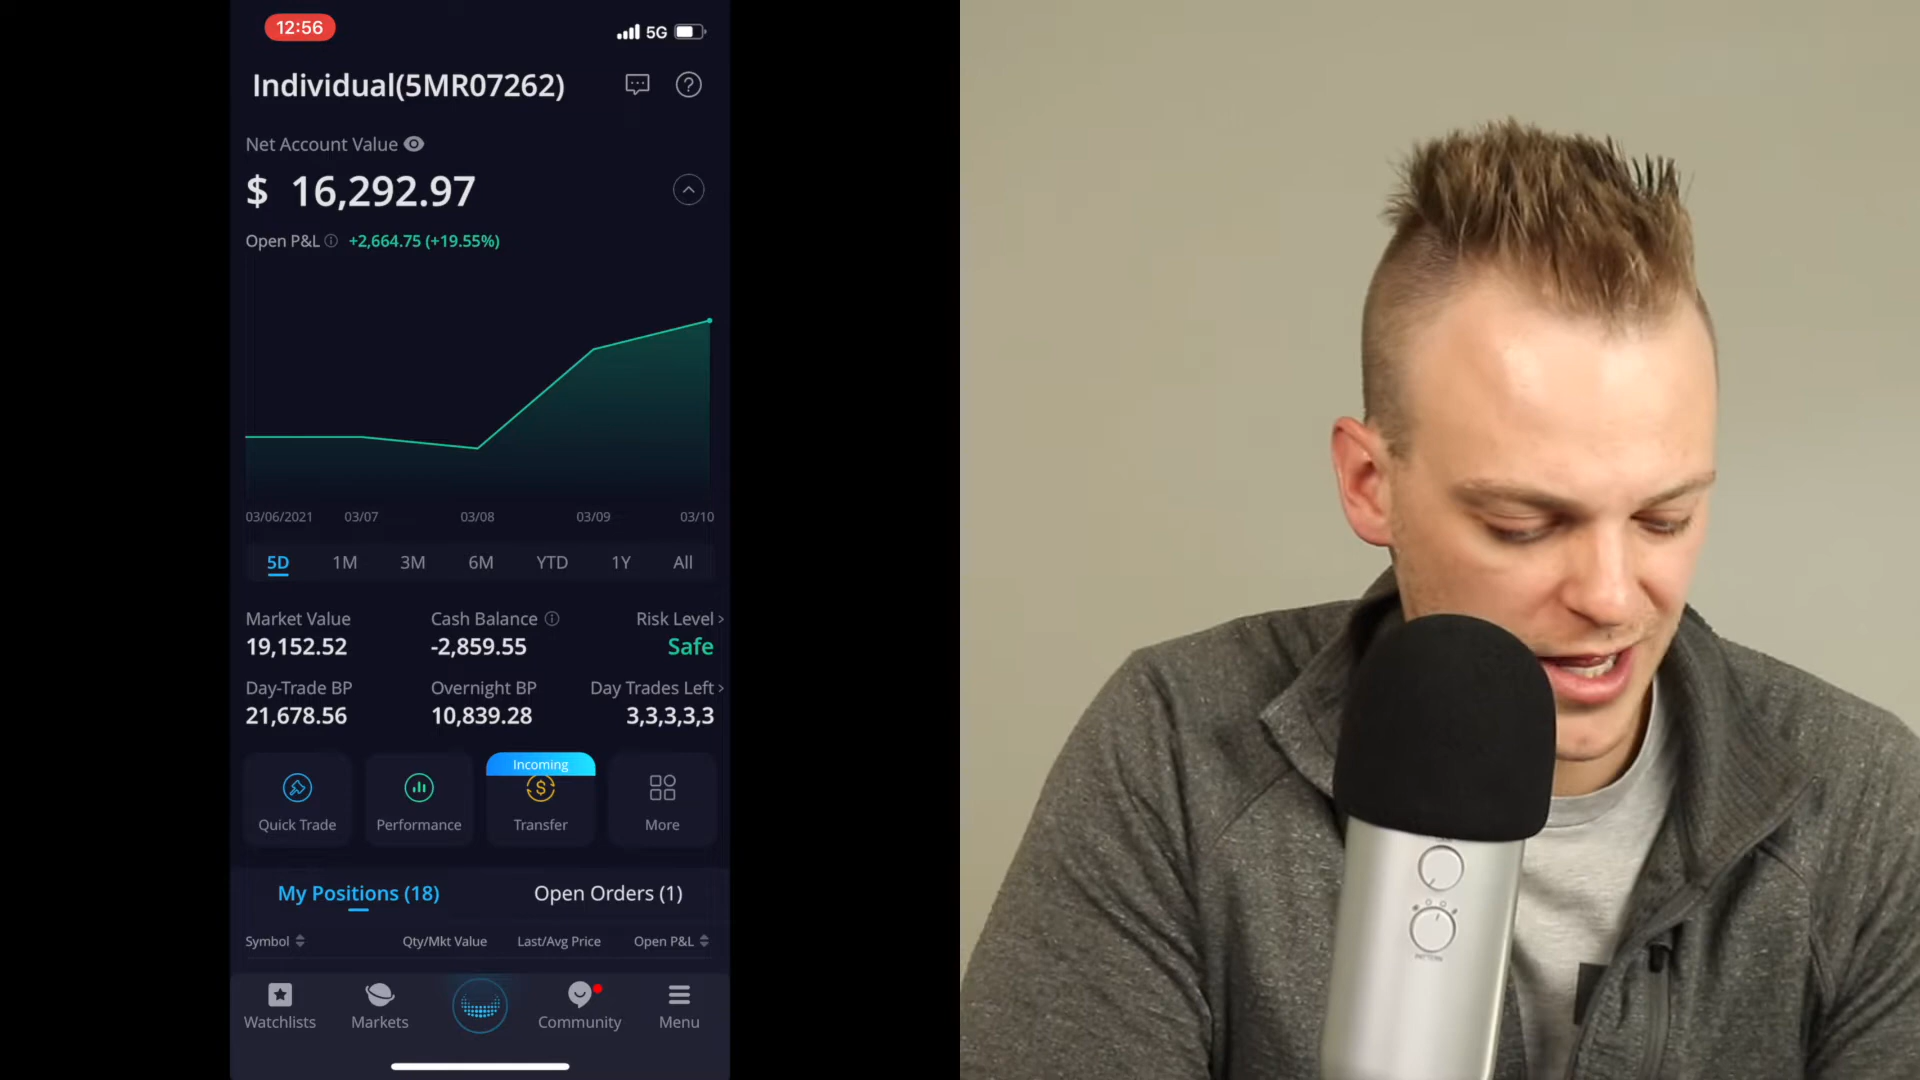 12:56
5G
Individual(5MR07262)
Net Account Value
$ 16,292.97
Open P&L +2,664.75 (+19.55%)
03/06/2021 03/07 03/08 03/09 03/10
5D 1M 3M 6M YTD 1Y All
Market Value Cash Balance Risk Level >
19,152.52 -2,859.55 Safe
Day-Trade BP Overnight BP Day Trades Left >
21,678.56 10,839.28 3,3,3,3,3
Incoming
Quick Trade Performance Transfer More
My Positions (18) Open Orders (1)
Symbol Qty/Mkt Value Last/Avg Price Open P&L
Watchlists Markets Community Menu
PATTERN